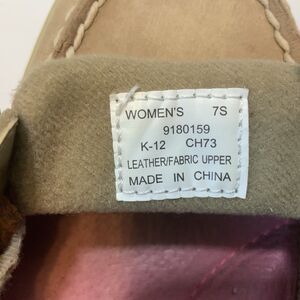 WOMEN'S 7S
9180159
K-12 CH73
LEATHER/FABRIC UPPER
MADE IN CHINA